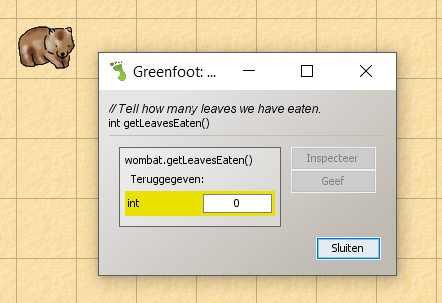 Greenfoot: ...
// Tell how many leaves we have eaten.
int getLeavesEaten()
wombat.getLeavesEaten()
Teruggegeven:
int 0
Inspecteer
Geef
Sluiten